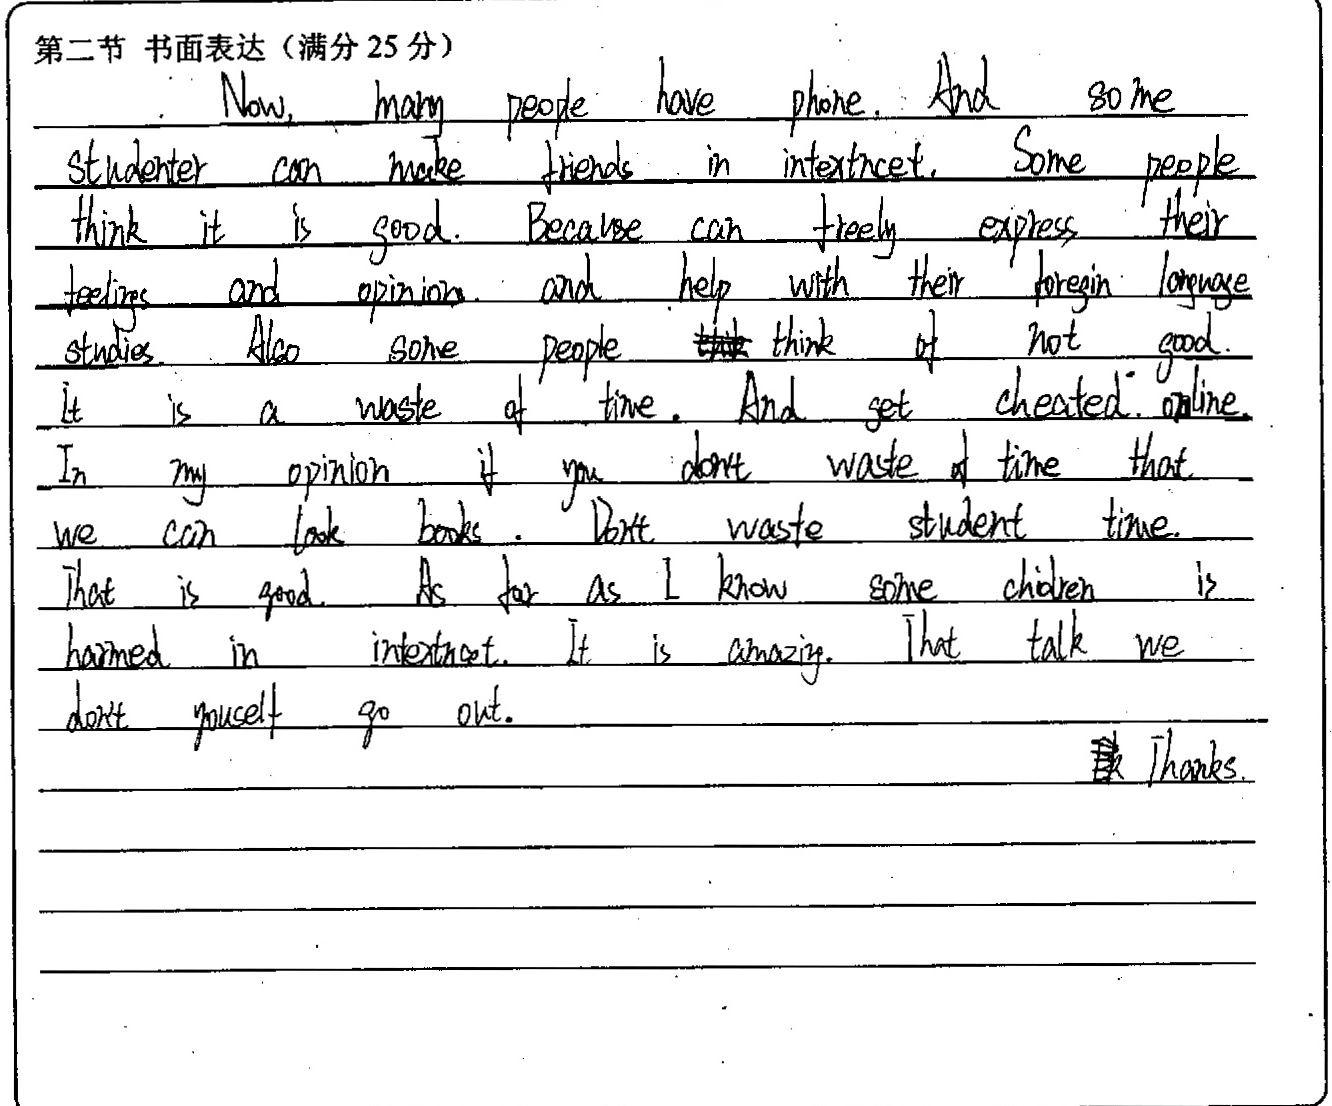 第二节 书面表达（满分 25 分）
Now, many people have phone. And some
studenter can make friends in intextncet. Some people
think it is good. Because can freely express their
feelings and opinion. and help with their foregin language
studies. Also some people think of not good.
it is a waste of time. And get cheated. online.
In my opinion if you don't waste of time that
we can look books. Don't waste student time.
That is good. As far as I know some chidren is
harmed in intextncet. It is amazing. That talk we
don't youself go out.
Thanks.